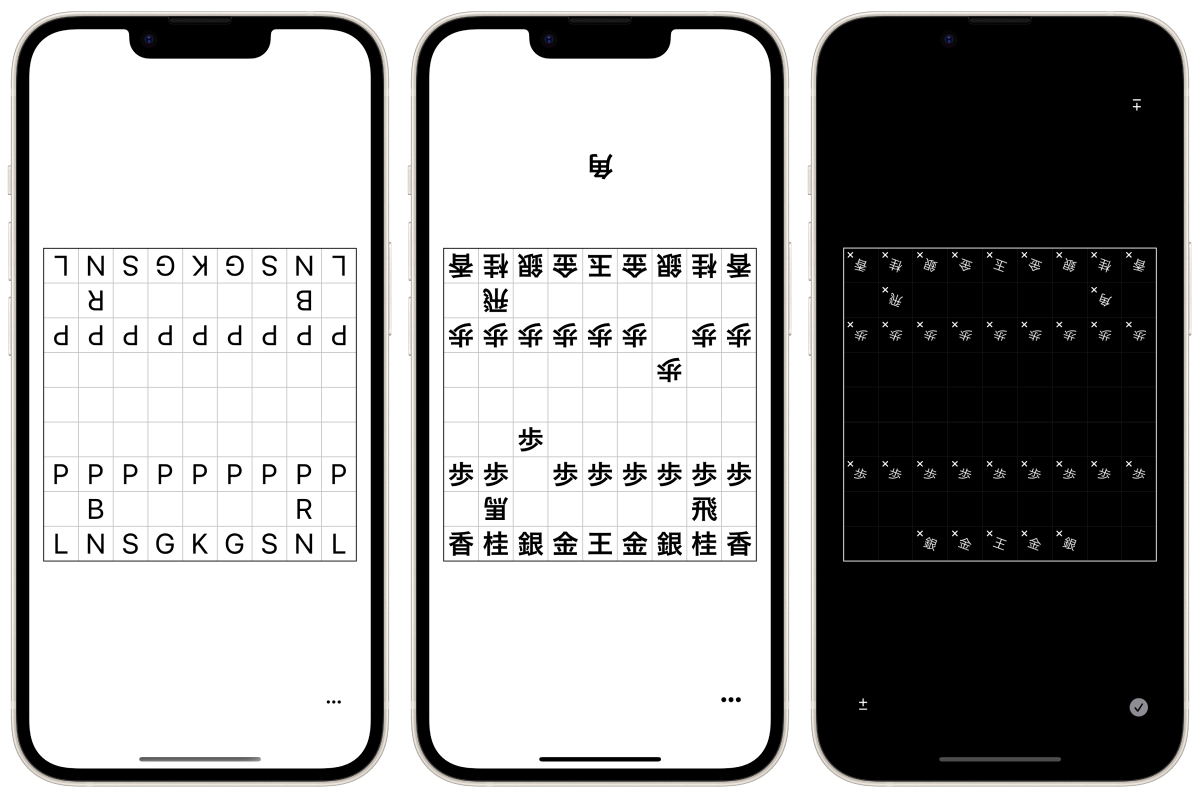 L N S G K G S N L
R B
P P P P P P P P P
P P P P P P P P P
B R
L N S G K G S N L
角
香 桂 銀 金 王 金 銀 桂 香
飛
歩 歩 歩 歩 歩 歩 歩 歩
歩
歩
歩 歩 歩 歩 歩 歩 歩 歩
馬 飛
香 桂 銀 金 王 金 銀 桂 香
±
香 桂 銀 金 王 金 銀 桂 香
飛 角
歩 歩 歩 歩 歩 歩 歩 歩 歩
歩 歩 歩 歩 歩 歩 歩 歩 歩
銀 金 王 金 銀
±